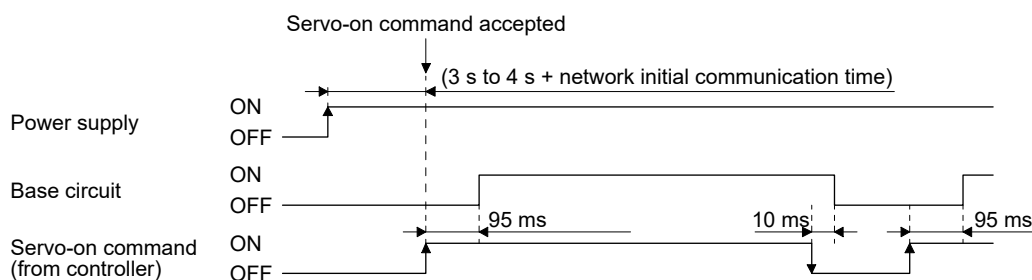 Servo-on command accepted
(3 s to 4 s + network initial communication time)
Power supply
ON
OFF
Base circuit
ON
OFF
95 ms
10 ms
95 ms
Servo-on command
(from controller)
ON
OFF